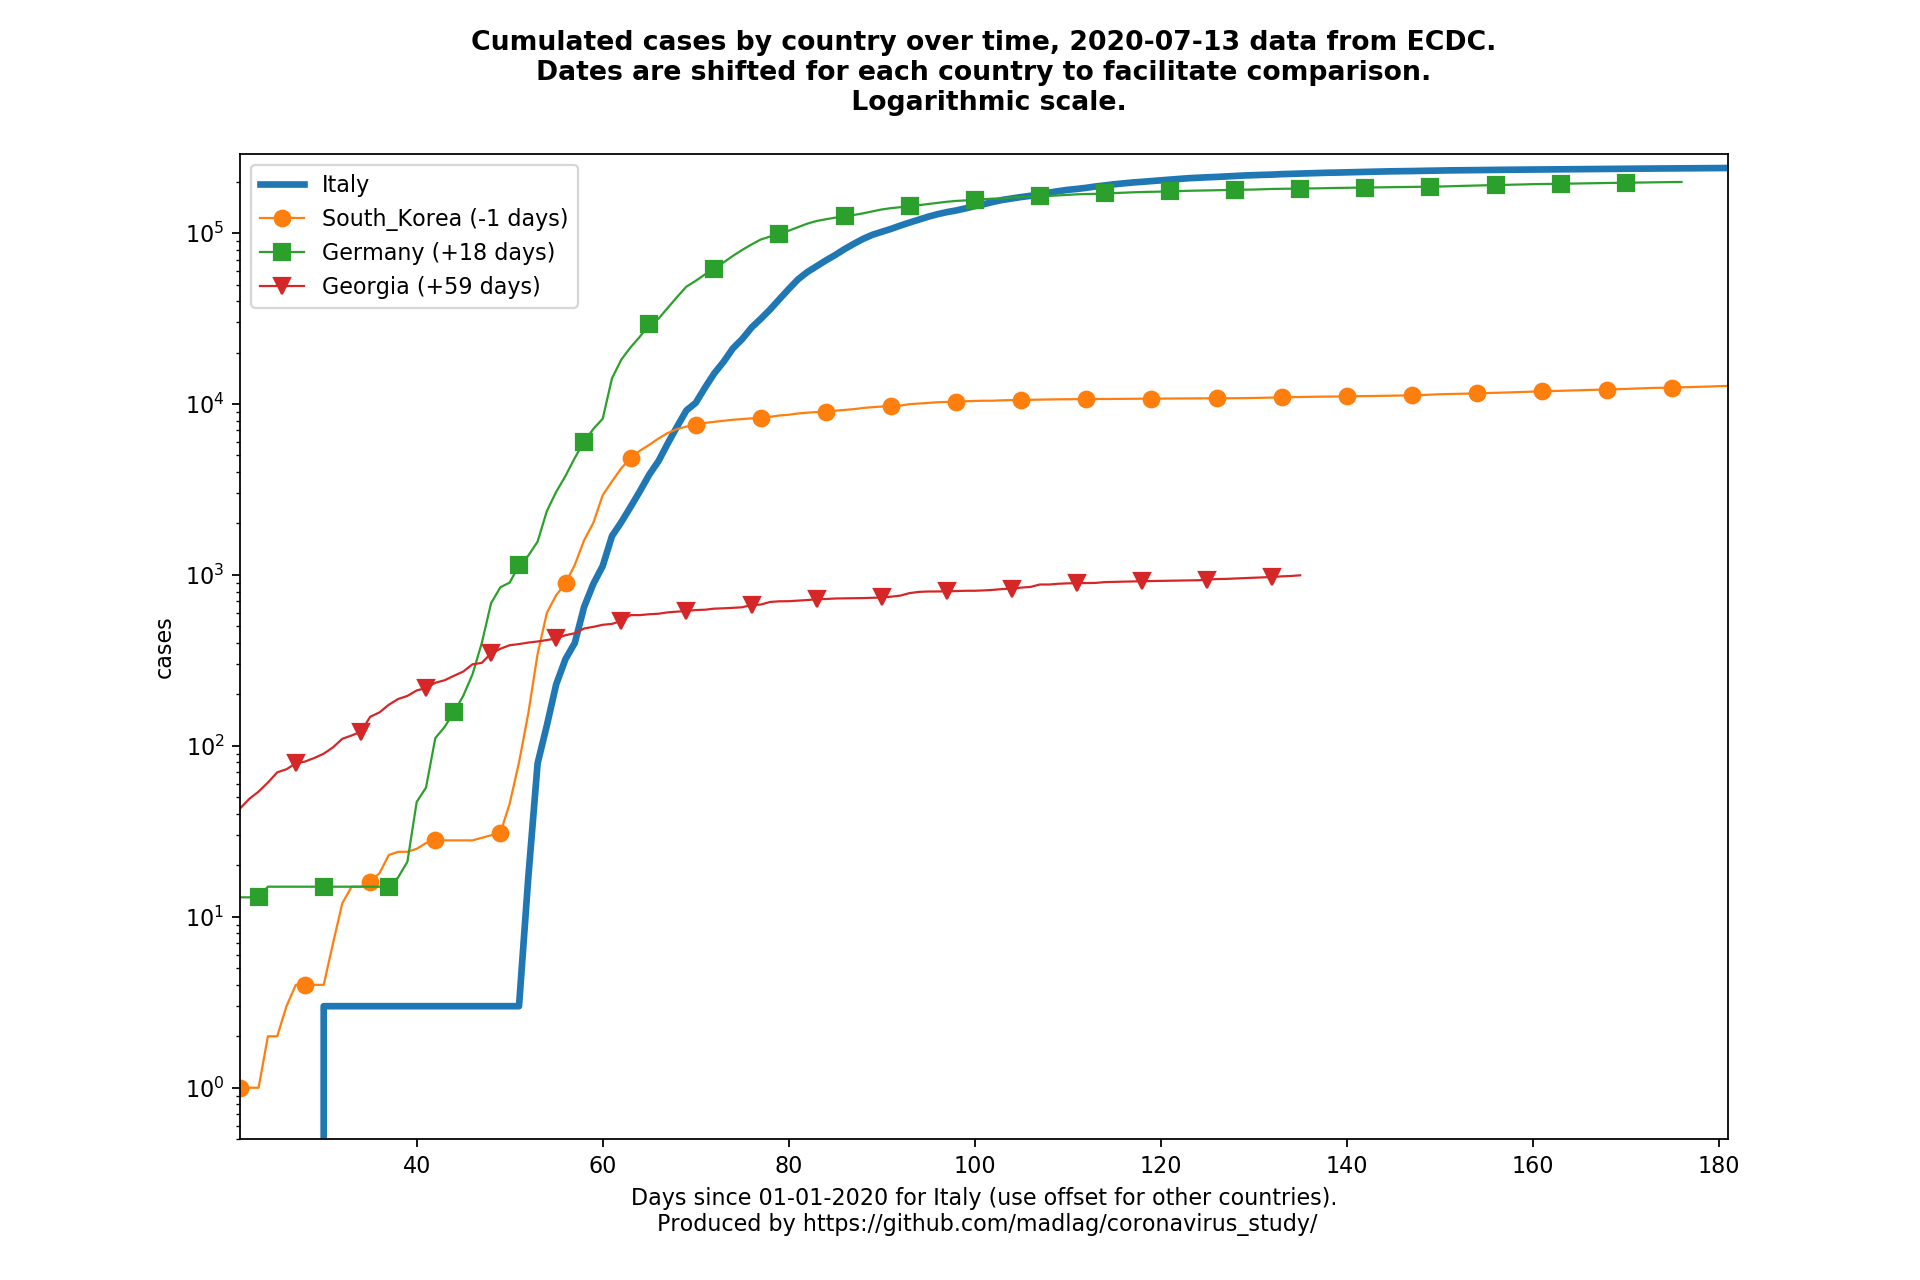 Cumulated cases by country over time, 2020-07-13 data from ECDC.
Dates are shifted for each country to facilitate comparison.
Logarithmic scale.
Italy
South_Korea (-1 days)
Germany (+18 days)
Georgia (+59 days)
10^5
10^4
10^3
10^2
10^1
10^0
cases
40 60 80 100 120 140 160 180
Days since 01-01-2020 for Italy (use offset for other countries).
Produced by https://github.com/madlag/coronavirus_study/